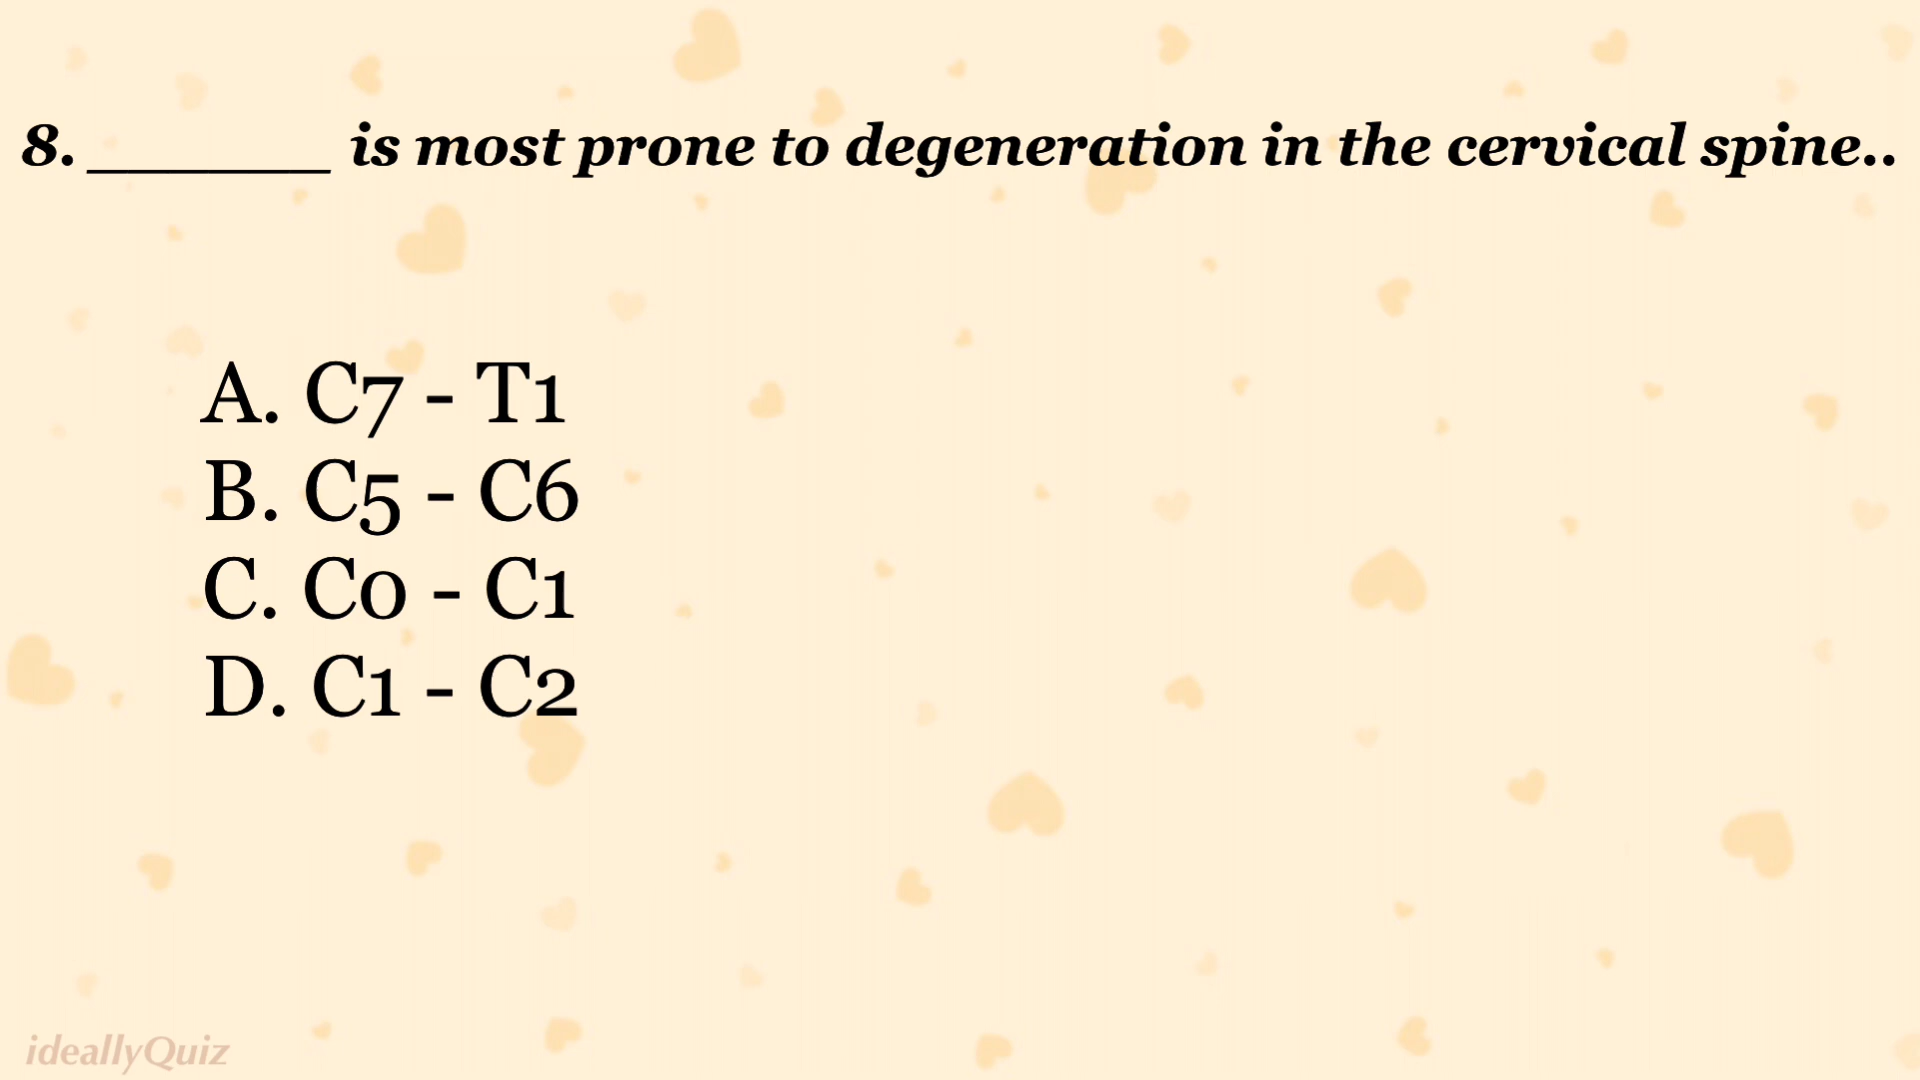 8. ______ is most prone to degeneration in the cervical spine..
A. C7 - T1
B. C5 - C6
C. C0 - C1
D. C1 - C2
ideallyQuiz